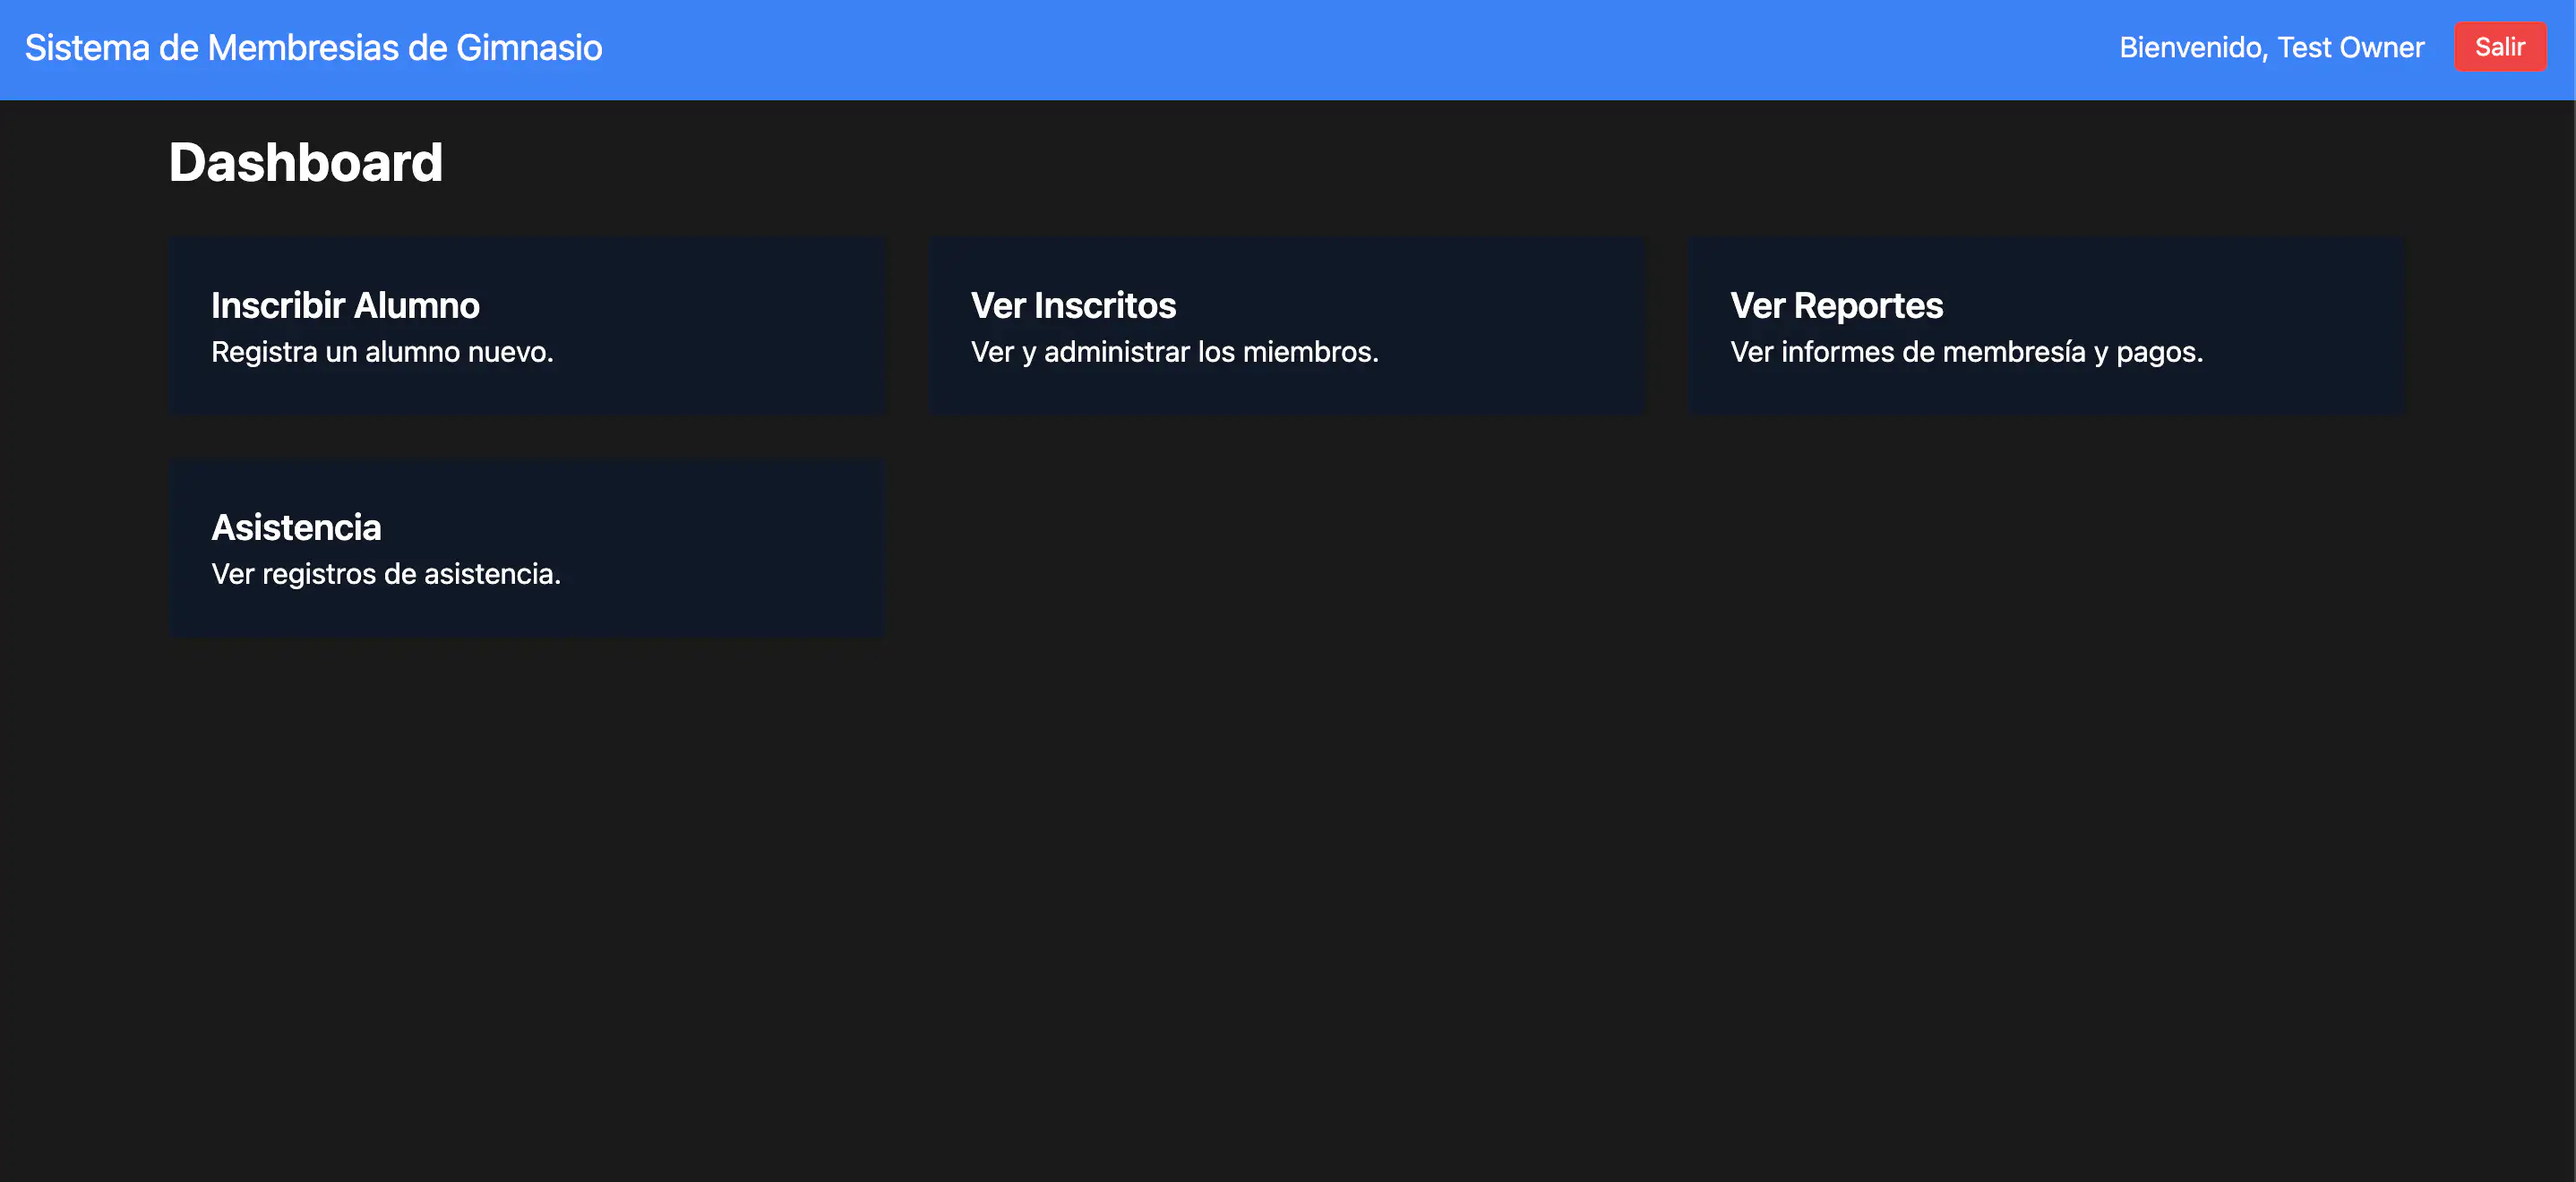 Sistema de Membresias de Gimnasio
Bienvenido, Test Owner
Salir
Dashboard
Inscribir Alumno
Registra un alumno nuevo.
Ver Inscritos
Ver y administrar los miembros.
Ver Reportes
Ver informes de membresía y pagos.
Asistencia
Ver registros de asistencia.